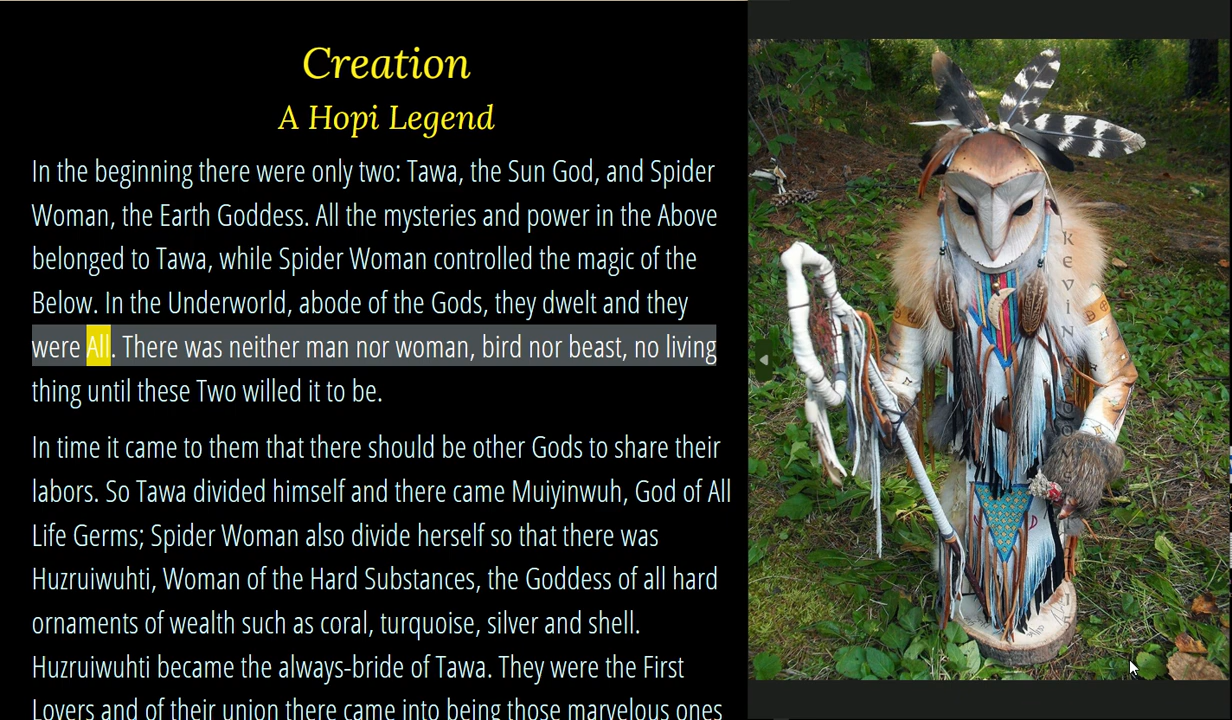 Creation
A Hopi Legend
In the beginning there were only two: Tawa, the Sun God, and Spider
Woman, the Earth Goddess. All the mysteries and power in the Above
belonged to Tawa, while Spider Woman controlled the magic of the
Below. In the Underworld, abode of the Gods, they dwelt and they
were All. There was neither man nor woman, bird nor beast, no living
thing until these Two willed it to be.
In time it came to them that there should be other Gods to share their
labors. So Tawa divided himself and there came Muiyinwuh, God of All
Life Germs; Spider Woman also divide herself so that there was
Huzruiwuhti, Woman of the Hard Substances, the Goddess of all hard
ornaments of wealth such as coral, turquoise, silver and shell.
Huzruiwuhti became the always-bride of Tawa. They were the First
Lovers and of their union there came into being those marvelous ones